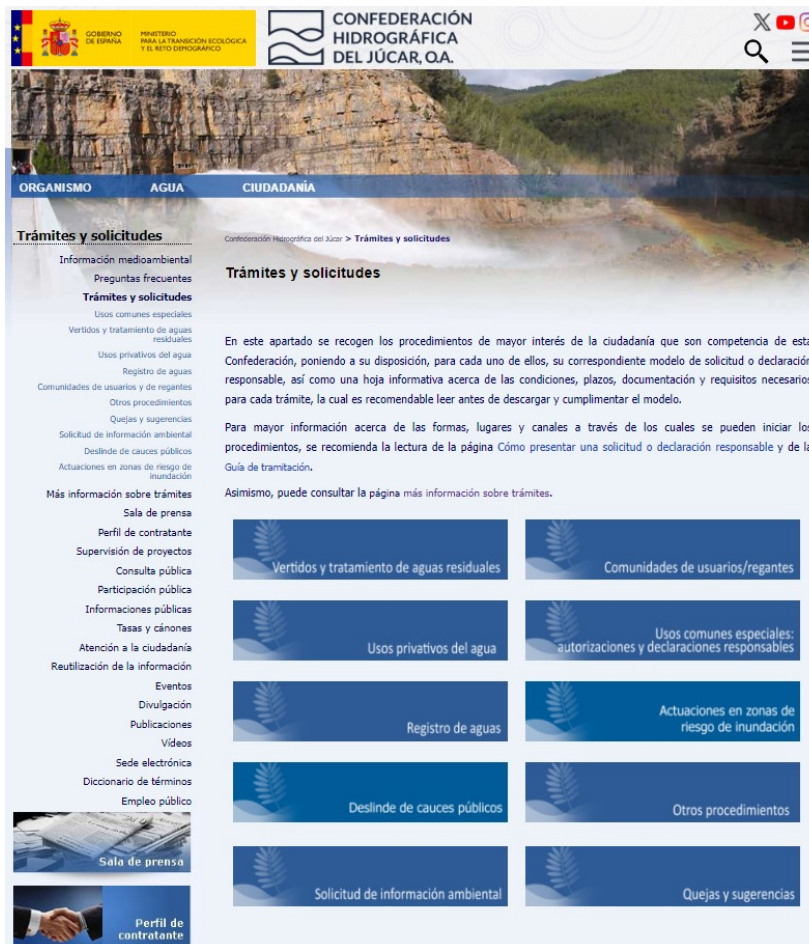 GOBIERNO
DE ESPAÑA
MINISTERIO
PARA LA TRANSICIÓN ECOLÓGICA
Y EL RETO DEMOGRÁFICO
CONFEDERACIÓN
HIDROGRÁFICA
DEL JÚCAR, O.A.
ORGANISMO
AGUA
CIUDADANÍA
Trámites y solicitudes
Información medioambiental
Preguntas frecuentes
Trámites y solicitudes
Usos comunes especiales
Vertidos y tratamiento de aguas
residuales
Usos privativos del agua
Registro de aguas
Comunidades de usuarios y de regantes
Otros procedimientos
Quejas y sugerencias
Solicitud de información ambiental
Deslinde de cauces públicos
Actuaciones en zonas de riesgo de
inundación
Más información sobre trámites
Sala de prensa
Perfil de contratante
Supervisión de proyectos
Consulta pública
Participación pública
Informaciones públicas
Tasas y cánones
Atención a la ciudadanía
Reutilización de la información
Eventos
Divulgación
Publicaciones
Vídeos
Sede electrónica
Diccionario de términos
Empleo público
Sala de prensa
Perfil de
contratante
Confederación Hidrográfica del Júcar > Trámites y solicitudes
Trámites y solicitudes
En este apartado se recogen los procedimientos de mayor interés de la ciudadanía que son competencia de esta
Confederación, poniendo a su disposición, para cada uno de ellos, su correspondiente modelo de solicitud o declaración
responsable, así como una hoja informativa acerca de las condiciones, plazos, documentación y requisitos necesarios
para cada trámite, la cual es recomendable leer antes de descargar y cumplimentar el modelo.
Para mayor información acerca de las formas, lugares y canales a través de los cuales se pueden iniciar los
procedimientos, se recomienda la lectura de la página Cómo presentar una solicitud o declaración responsable y de la
Guía de tramitación.
Asimismo, puede consultar la página más información sobre trámites.
Vertidos y tratamiento de aguas residuales
Comunidades de usuarios/regantes
Usos privativos del agua
Usos comunes especiales:
autorizaciones y declaraciones responsables
Registro de aguas
Actuaciones en zonas de
riesgo de inundación
Deslinde de cauces públicos
Otros procedimientos
Solicitud de información ambiental
Quejas y sugerencias